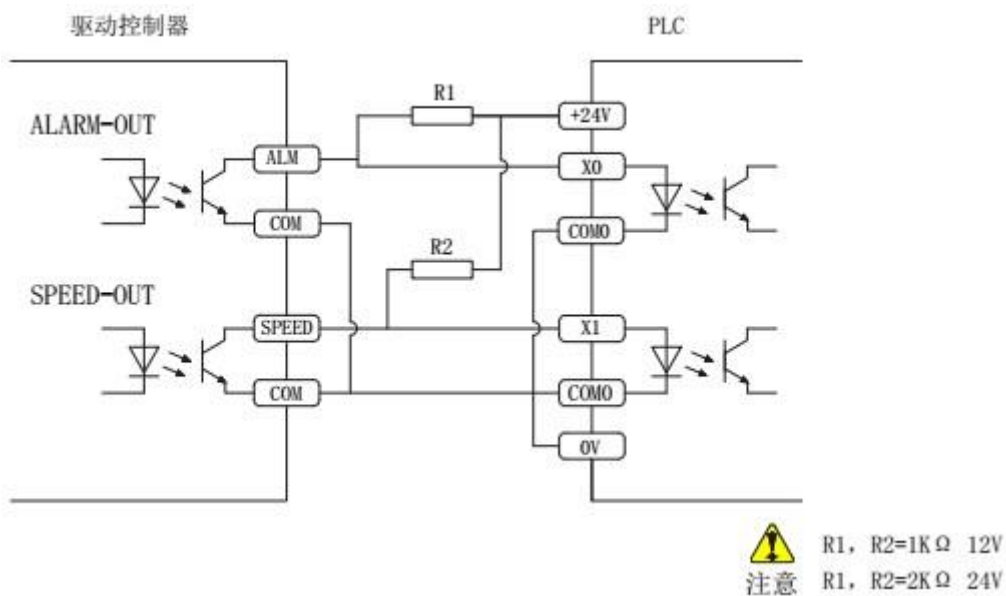 驱动控制器
PLC
R1
+24V
ALARM-OUT
ALM
X0
COM
COM0
R2
SPEED-OUT
SPEED
X1
COM
COM0
0V
R1, R2=1KΩ 12V
注意 R1, R2=2KΩ 24V